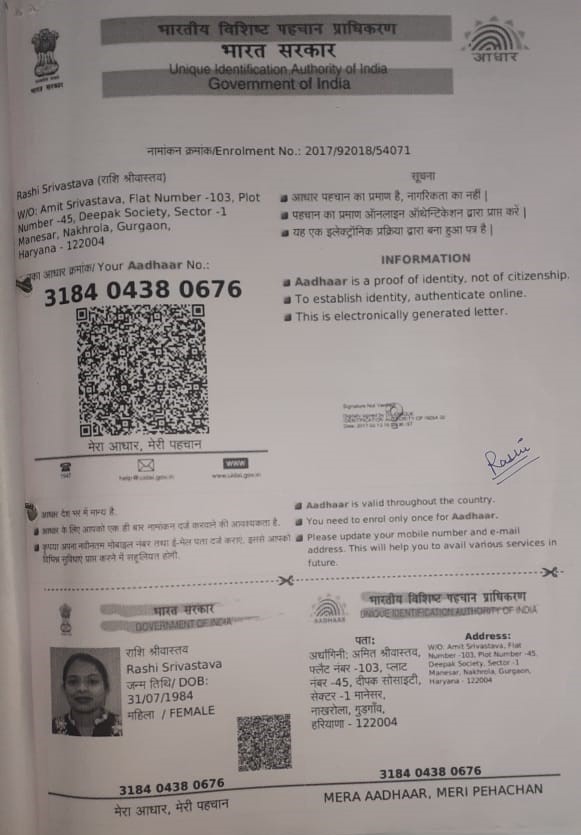 भारतीय विशिष्ट पहचान प्राधिकरण
भारत सरकार
Unique Identification Authority of India
Government of India
भारत सरकार
आधार
नामांकन क्रमांक/Enrolment No.: 2017/92018/54071
Rashi Srivastava (राशि श्रीवास्तव)
W/O: Amit Srivastava, Flat Number -103, Plot
Number -45, Deepak Society, Sector -1
Manesar, Nakhrola, Gurgaon,
Haryana - 122004
सूचना
आधार पहचान का प्रमाण है, नागरिकता का नहीं |
पहचान का प्रमाण ऑनलाइन ऑथेन्टिकेशन द्वारा प्राप्त करें |
यह एक इलेक्ट्रॉनिक प्रक्रिया द्वारा बना हुआ पत्र है |
आधार क्रमांक/ Your Aadhaar No.:
3184 0438 0676
INFORMATION
Aadhaar is a proof of identity, not of citizenship.
To establish identity, authenticate online.
This is electronically generated letter.
मेरा आधार, मेरी पहचान
Signature Not
1947
help@uidai.gov.in
www
www.uidai.gov.in
Rashi
आधार देश भर में मान्य है.
आधार के लिए आपको एक ही बार नामांकन दर्ज करवाने की आवश्यकता है.
कृपया अपना नवीनतम मोबाइल नंबर तथा ई-मेल पता दर्ज कराएं, इससे आपको
विभिन्न सुविधाएं प्राप्त करने में सहूलियत होगी.
Aadhaar is valid throughout the country.
You need to enrol only once for Aadhaar.
Please update your mobile number and e-mail
address. This will help you to avail various services in
future.
भारत सरकार
GOVERNMENT OF INDIA
राशि श्रीवास्तव
Rashi Srivastava
जन्म तिथि/ DOB:
31/07/1984
महिला / FEMALE
3184 0438 0676
मेरा आधार, मेरी पहचान
भारतीय विशिष्ट पहचान प्राधिकरण
UNIQUE IDENTIFICATION AUTHORITY OF INDIA
AADHAAR
पता:
अर्धांगिनी: अमित श्रीवास्तव,
फ्लैट नंबर -103, प्लाट
नंबर -45, दीपक सोसाइटी,
सेक्टर -1 मानेसर,
नाखरोला, गुडगाँव,
हरियाणा - 122004
Address:
W/O: Amit Srivastava, Flat
Number -103, Plot Number -45,
Deepak Society, Sector -1
Manesar, Nakhrola, Gurgaon,
Haryana - 122004
3184 0438 0676
MERA AADHAAR, MERI PEHACHAN